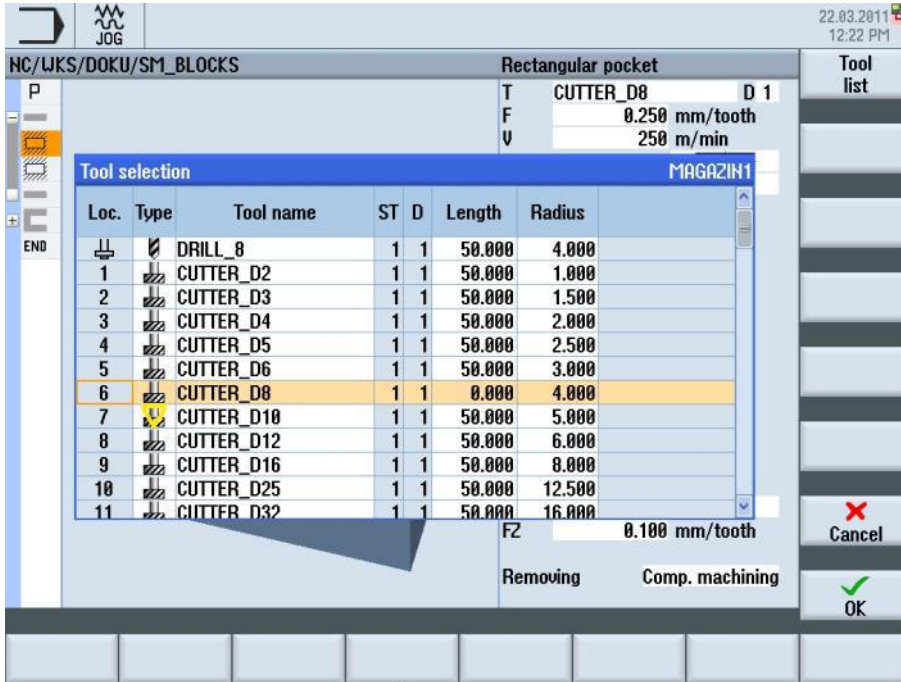 JOG
22.03.2011
12:22 PM
NC/WKS/DOKU/SM_BLOCKS
Rectangular pocket
Tool
list
P
T CUTTER_D8 D 1
F 0.250 mm/tooth
V 250 m/min
Tool selection MAGAZIN1
Loc. Type Tool name ST D Length Radius
END
DRILL_8 1 1 50.000 4.000
1 CUTTER_D2 1 1 50.000 1.000
2 CUTTER_D3 1 1 50.000 1.500
3 CUTTER_D4 1 1 50.000 2.000
4 CUTTER_D5 1 1 50.000 2.500
5 CUTTER_D6 1 1 50.000 3.000
6 CUTTER_D8 1 1 0.000 4.000
7 CUTTER_D10 1 1 50.000 5.000
8 CUTTER_D12 1 1 50.000 6.000
9 CUTTER_D16 1 1 50.000 8.000
10 CUTTER_D25 1 1 50.000 12.500
11 CUTTER_D32 1 1 50.000 16.000
FZ 0.100 mm/tooth
Cancel
Removing Comp. machining
OK